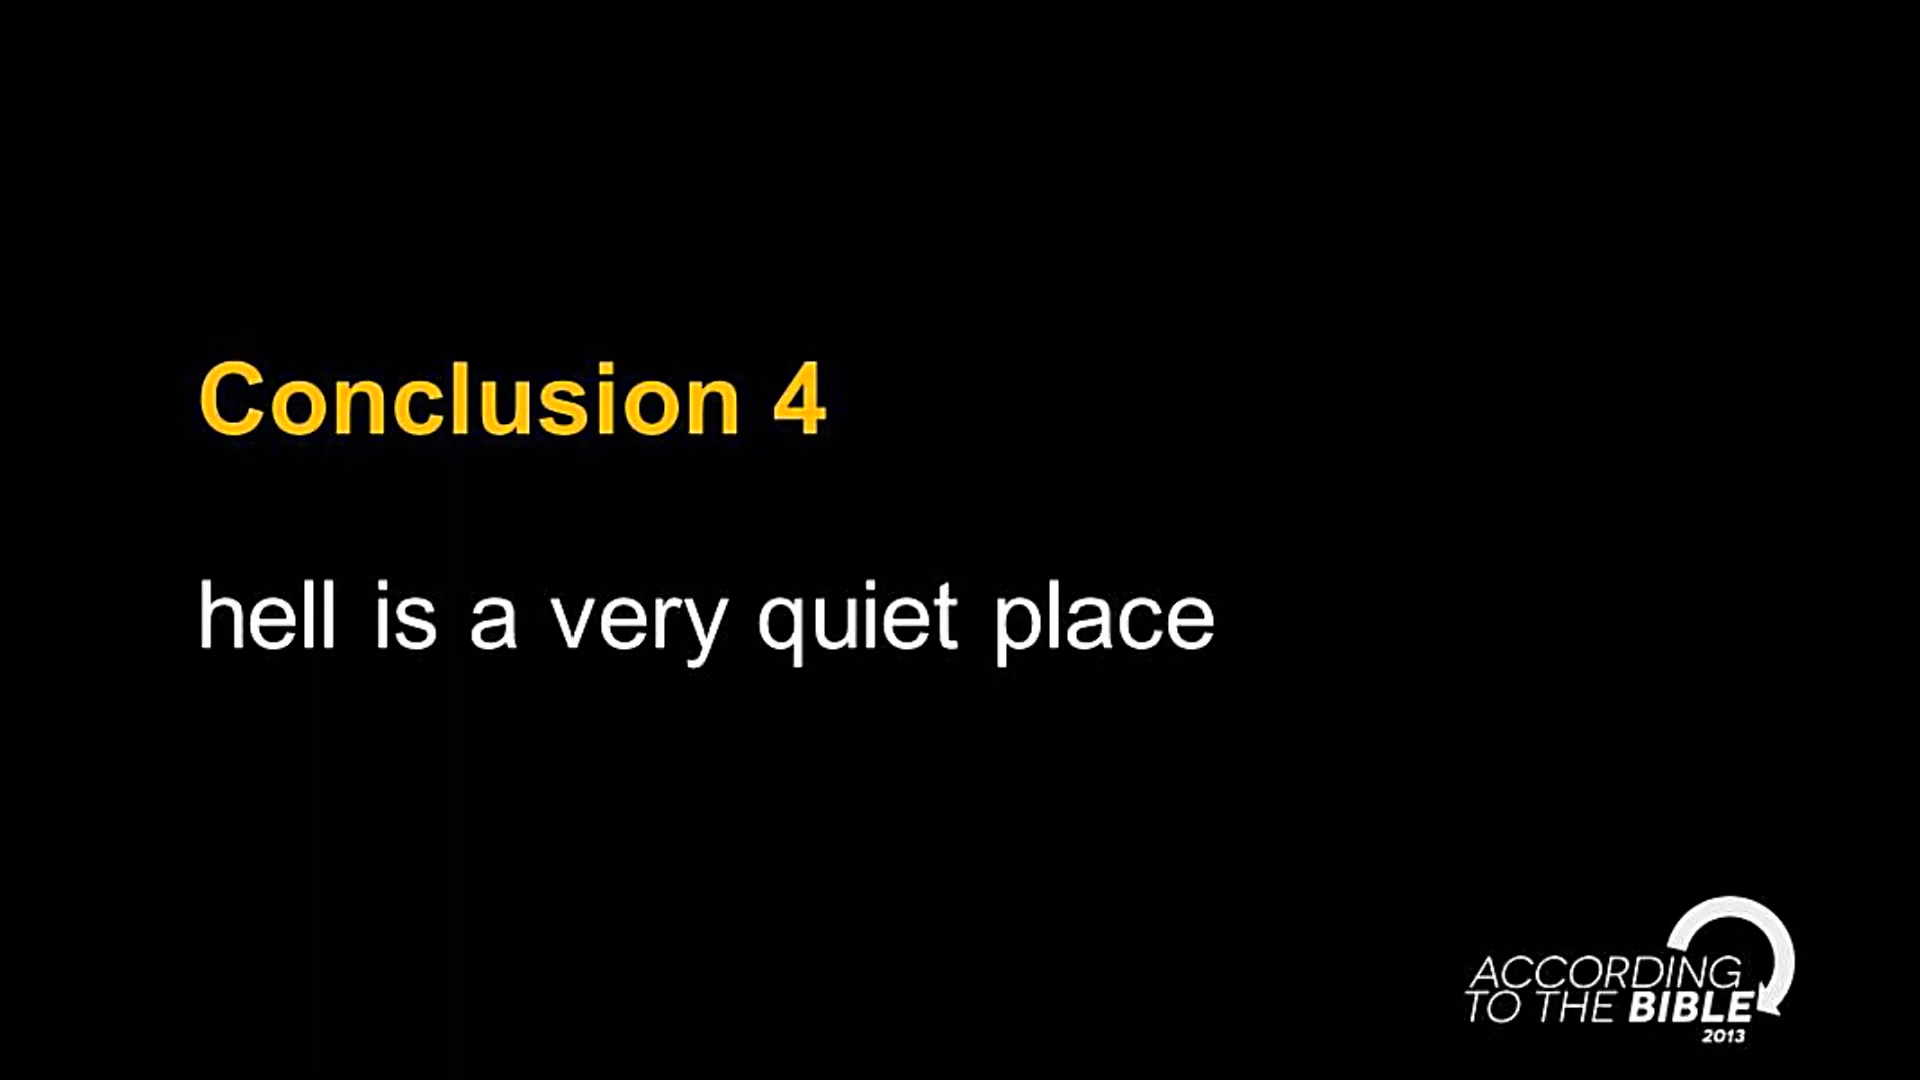 Conclusion 4
hell is a very quiet place
ACCORDING
TO THE BIBLE
2013